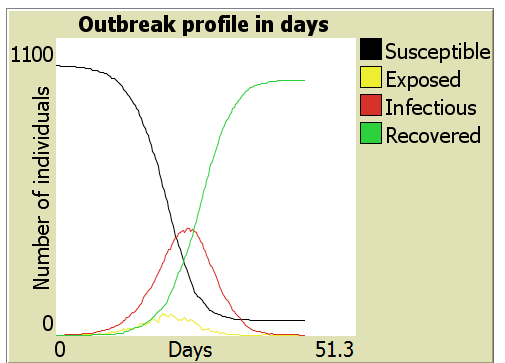 Outbreak profile in days
1100
Number of individuals
0
0
Days
51.3
Susceptible
Exposed
Infectious
Recovered